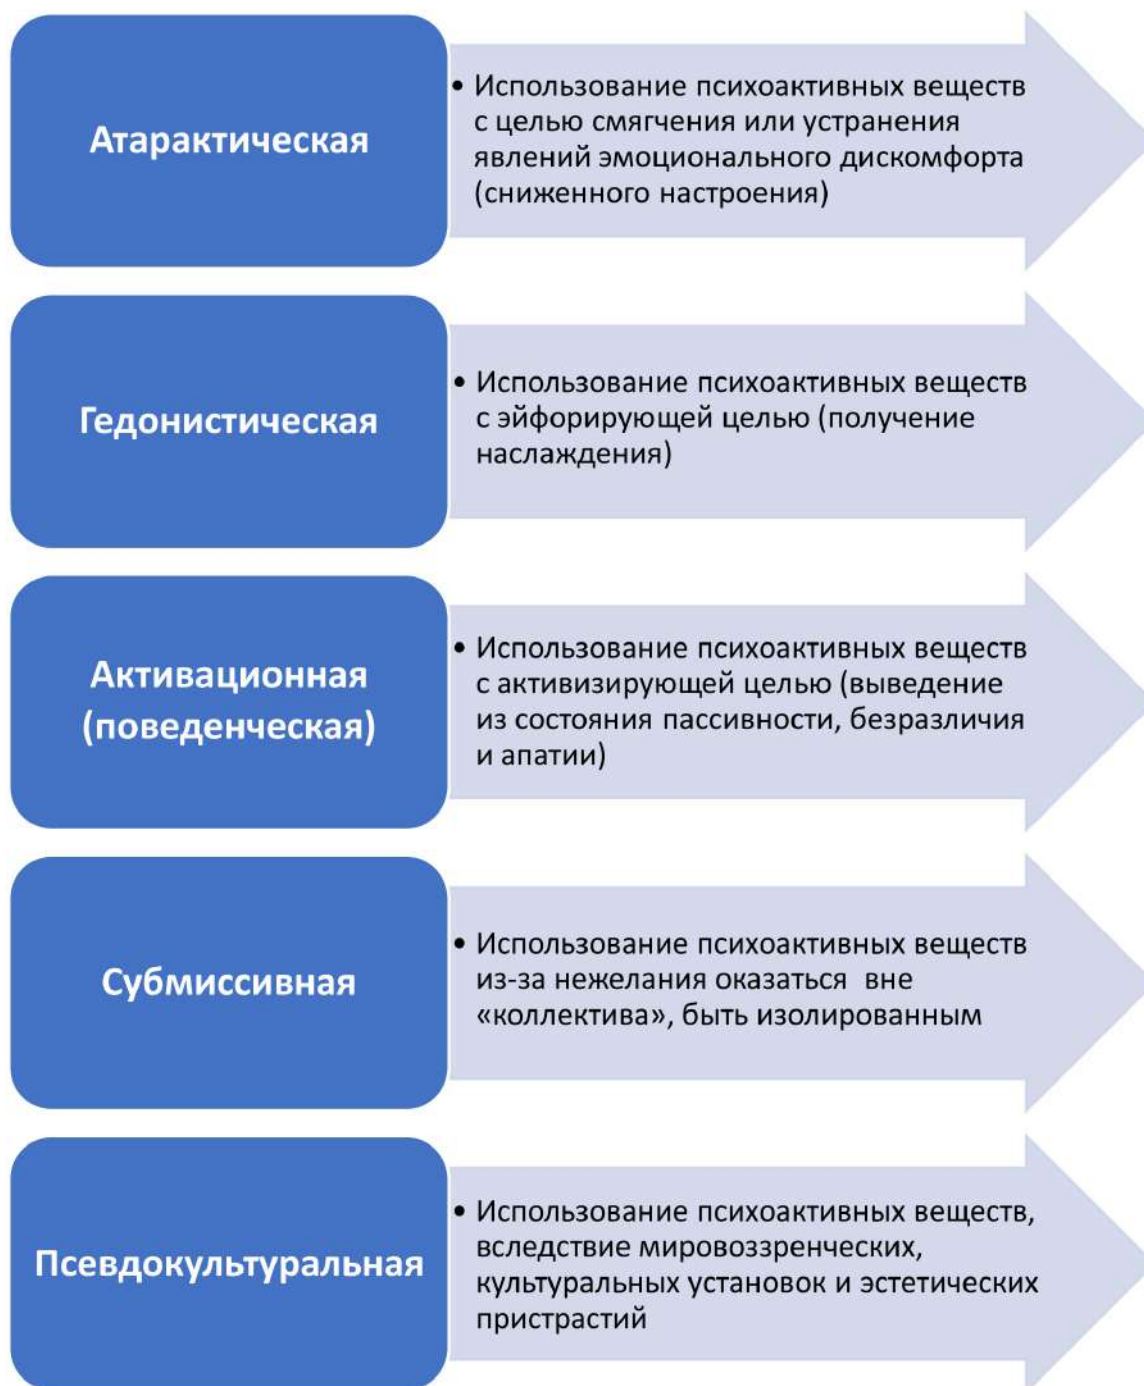 Атарактическая
• Использование психоактивных веществ
с целью смягчения или устранения
явлений эмоционального дискомфорта
(сниженного настроения)
Гедонистическая
• Использование психоактивных веществ
с эйфорирующей целью (получение
наслаждения)
Активационная
(поведенческая)
• Использование психоактивных веществ
с активизирующей целью (выведение
из состояния пассивности, безразличия
и апатии)
Субмиссивная
• Использование психоактивных веществ
из-за нежелания оказаться  вне
«коллектива», быть изолированным
Псевдокультуральная
• Использование психоактивных веществ,
вследствие мировоззренческих,
культуральных установок и эстетических
пристрастий